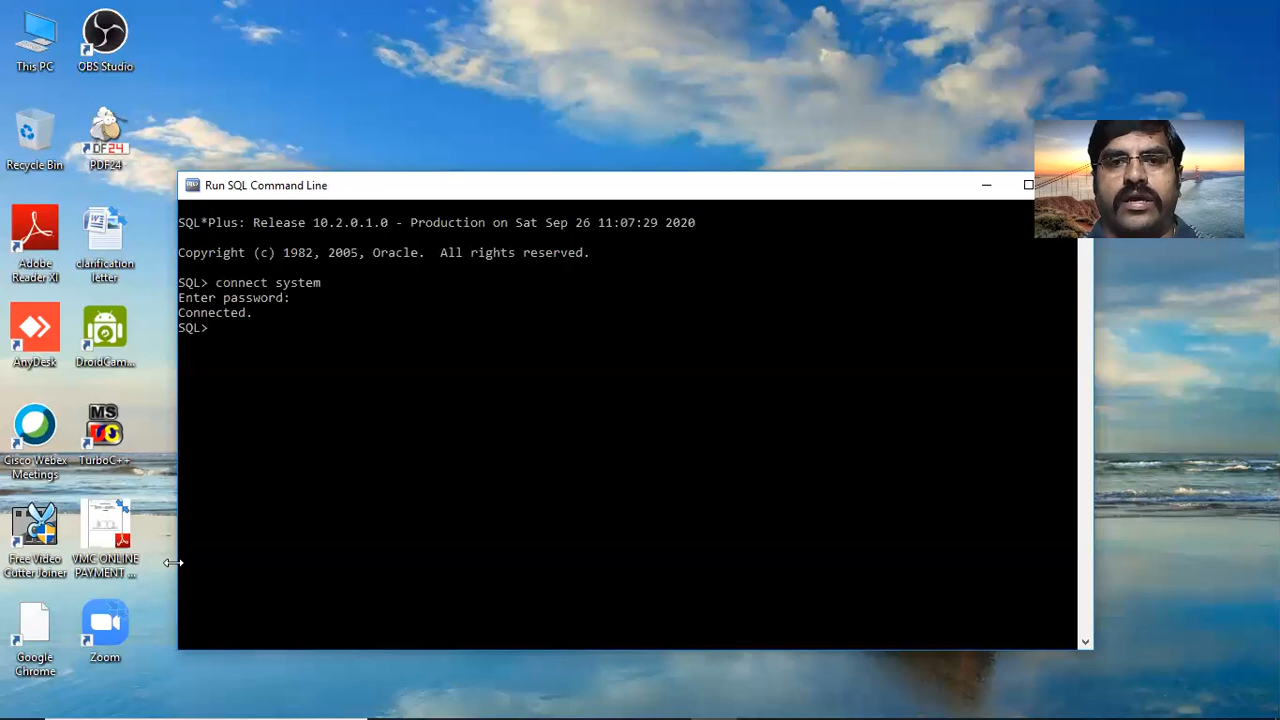 This PC
OBS Studio
Recycle Bin
DF24
PDF24
Adobe
Reader XI
clarification
letter
AnyDesk
DroidCam...
Cisco Webex
Meetings
MS
TurboC++
Free Video
Cutter Joiner
VMC ONLINE
PAYMENT ...
Google
Chrome
Zoom
Run SQL Command Line
SQL*Plus: Release 10.2.0.1.0 - Production on Sat Sep 26 11:07:29 2020
Copyright (c) 1982, 2005, Oracle.  All rights reserved.
SQL> connect system
Enter password:
Connected.
SQL>